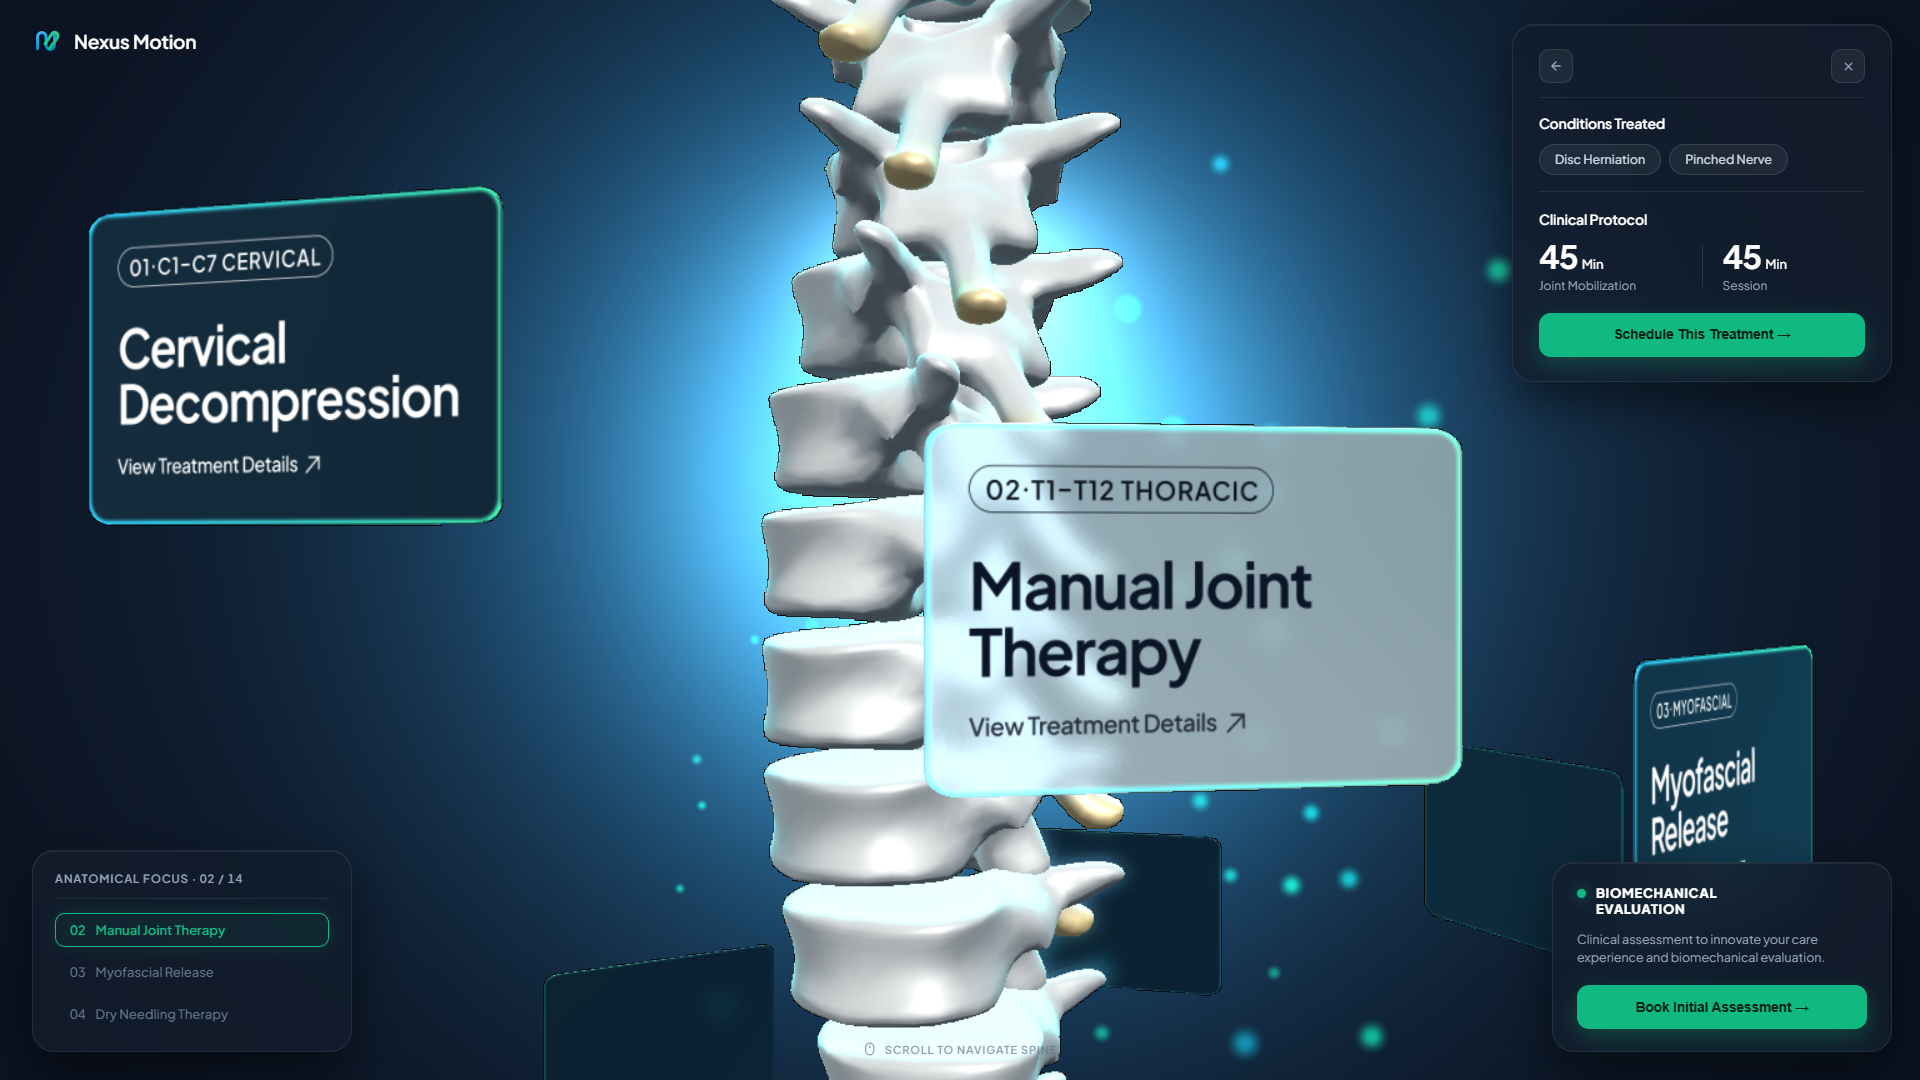 Nexus Motion
01·C1–C7 CERVICAL
Cervical
Decompression
View Treatment Details ↗
02·T1–T12 THORACIC
Manual Joint
Therapy
View Treatment Details ↗
03·MYOFASCIAL
Myofascial
Release
Conditions Treated
Disc Herniation
Pinched Nerve
Clinical Protocol
45 Min
Joint Mobilization
45 Min
Session
Schedule This Treatment →
ANATOMICAL FOCUS · 02 / 14
02 Manual Joint Therapy
03 Myofascial Release
04 Dry Needling Therapy
SCROLL TO NAVIGATE SPINE
BIOMECHANICAL
EVALUATION
Clinical assessment to innovate your care
experience and biomechanical evaluation.
Book Initial Assessment →